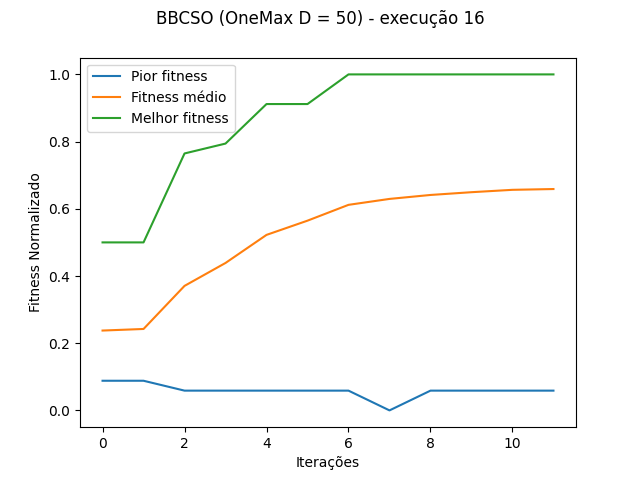 BBCSO (OneMax D = 50) - execução 16
Pior fitness
Fitness médio
Melhor fitness
Fitness Normalizado
1.0
0.8
0.6
0.4
0.2
0.0
0 2 4 6 8 10
Iterações